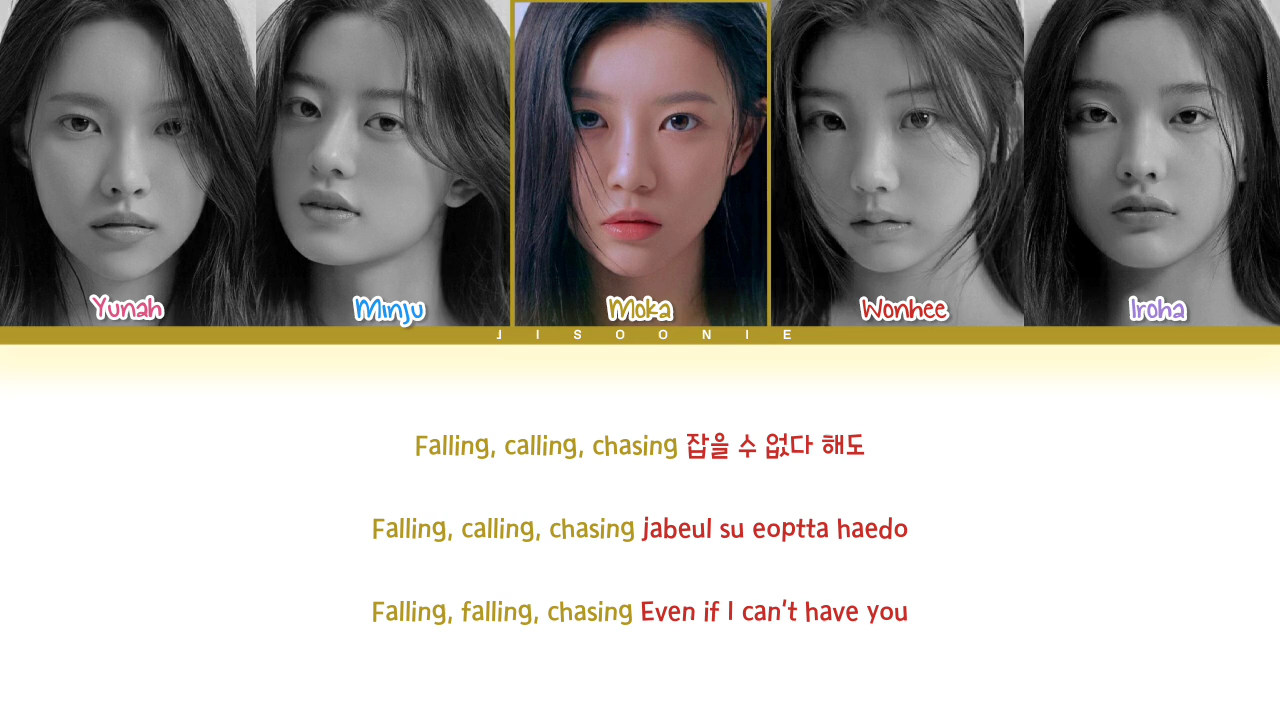 Yunah Minju Moka Wonhee Iroha
JISOONIE
Falling, calling, chasing 잡을 수 없다 해도
Falling, calling, chasing jabeul su eoptta haedo
Falling, falling, chasing Even if I can't have you